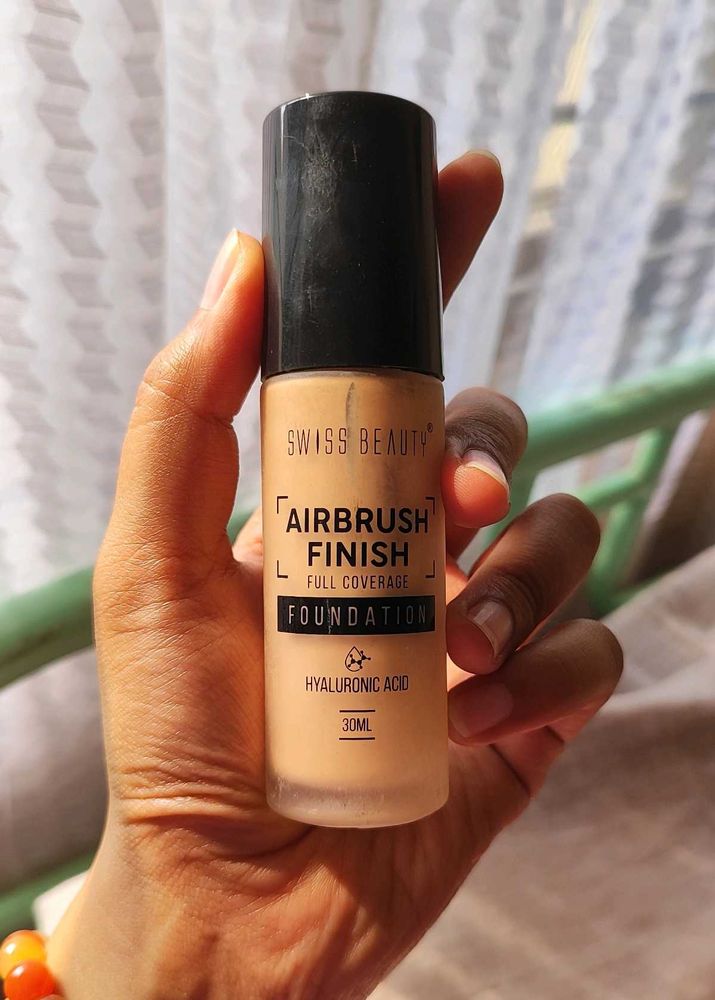 SWISS BEAUTY®
AIRBRUSH
FINISH
FULL COVERAGE
FOUNDATION
HYALURONIC ACID
30ML